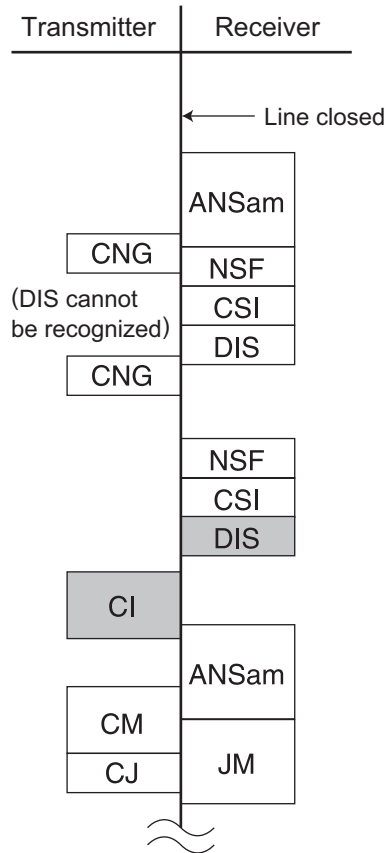 Transmitter Receiver
Line closed
ANSam
CNG
NSF
(DIS cannot
be recognized)
CSI
DIS
CNG
NSF
CSI
DIS
CI
ANSam
CM
JM
CJ